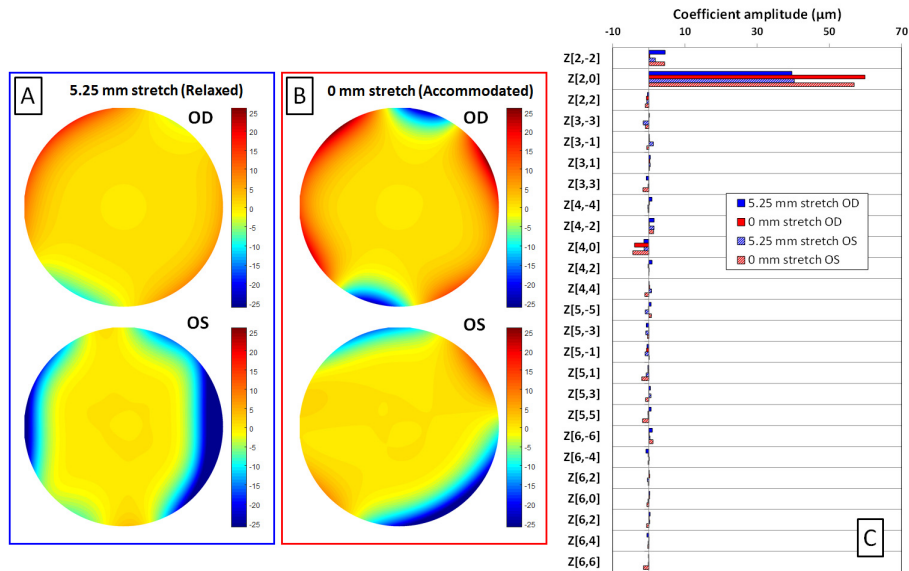 A
5.25 mm stretch (Relaxed)
OD
25
20
15
10
5
0
-5
-10
-15
-20
-25
OS
25
20
15
10
5
0
-5
-10
-15
-20
-25
B
0 mm stretch (Accommodated)
OD
25
20
15
10
5
0
-5
-10
-15
-20
-25
OS
25
20
15
10
5
0
-5
-10
-15
-20
-25
Coefficient amplitude (μm)
-10 10 30 50 70
Z[2,-2]
Z[2,0]
Z[2,2]
Z[3,-3]
Z[3,-1]
Z[3,1]
Z[3,3]
Z[4,-4]
Z[4,-2]
Z[4,0]
Z[4,2]
Z[4,4]
Z[5,-5]
Z[5,-3]
Z[5,-1]
Z[5,1]
Z[5,3]
Z[5,5]
Z[6,-6]
Z[6,-4]
Z[6,2]
Z[6,0]
Z[6,2]
Z[6,4]
Z[6,6]
5.25 mm stretch OD
0 mm stretch OD
5.25 mm stretch OS
0 mm stretch OS
C